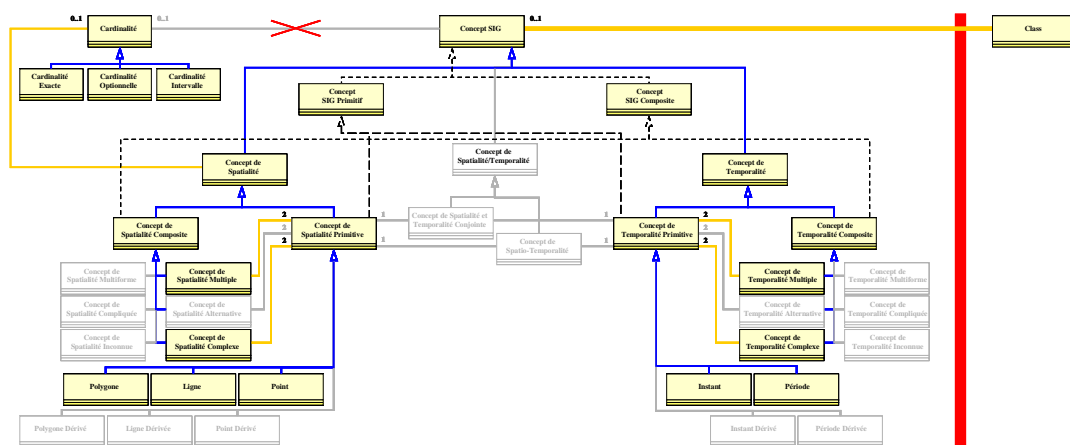 0..1
Cardinalité
0..1
Concept SIG
0..1
Class
Cardinalité
Exacte
Cardinalité
Optionnelle
Cardinalité
Intervalle
Concept
SIG Primitif
Concept
SIG Composite
Concept de
Spatialité
Concept de
Spatialité/Temporalité
Concept de
Temporalité
Concept de
Spatialité Composite
2
2
2
Concept de
Spatialité Primitive
1
1
Concept de Spatialité et
Temporalité Conjointe
Concept de
Spatio-Temporalité
1
1
Concept de
Temporalité Primitive
2
2
2
Concept de
Temporalité Composite
Concept de
Spatialité Multiforme
Concept de
Spatialité Multiple
Concept de
Temporalité Multiple
Concept de
Temporalité Multiforme
Concept de
Spatialité Compliquée
Concept de
Spatialité Alternative
Concept de
Temporalité Alternative
Concept de
Temporalité Compliquée
Concept de
Spatialité Inconnue
Concept de
Spatialité Complexe
Concept de
Temporalité Complexe
Concept de
Temporalité Inconnue
Polygone
Ligne
Point
Instant
Période
Polygone Dérivé
Ligne Dérivée
Point Dérivé
Instant Dérivé
Période Dérivée